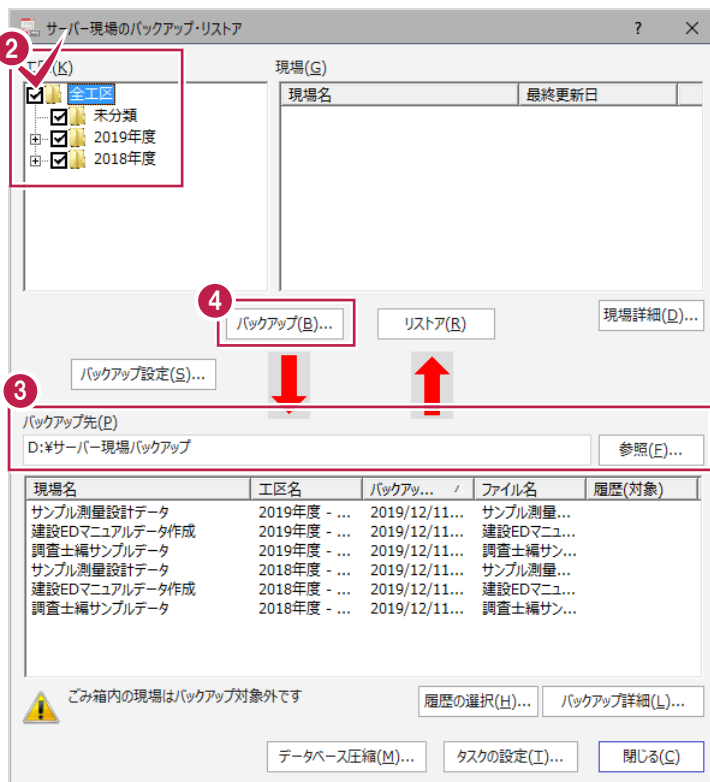 サーバー現場のバックアップ・リストア ? ×
2
(K) 現場(G)
全工区 現場名 最終更新日
未分類
2019年度
2018年度
4
バックアップ(B)... リストア(R) 現場詳細(D)...
バックアップ設定(S)...
3
バックアップ先(P)
D:¥サーバー現場バックアップ 参照(F)...
現場名 工区名 バックアッ... ファイル名 履歴(対象)
サンプル測量設計データ 2019年度 - ... 2019/12/11... サンプル測量...
建設EDマニュアルデータ作成 2019年度 - ... 2019/12/11... 建設EDマニュ...
調査士編サンプルデータ 2019年度 - ... 2019/12/11... 調査士編サン...
サンプル測量設計データ 2018年度 - ... 2019/12/11... サンプル測量...
建設EDマニュアルデータ作成 2018年度 - ... 2019/12/11... 建設EDマニュ...
調査士編サンプルデータ 2018年度 - ... 2019/12/11... 調査士編サン...
ごみ箱内の現場はバックアップ対象外です
履歴の選択(H)... バックアップ詳細(L)...
データベース圧縮(M)... タスクの設定(T)... 閉じる(C)